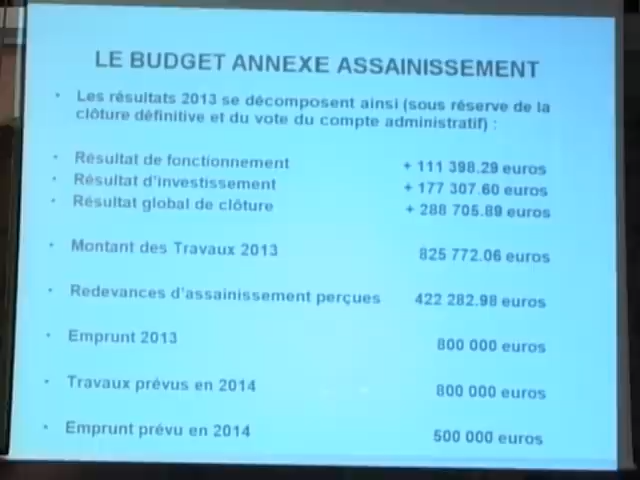 LE BUDGET ANNEXE ASSAINISSEMENT
• Les résultats 2013 se décomposent ainsi (sous réserve de la
clôture définitive et du vote du compte administratif) :
• Résultat de fonctionnement + 111 398.29 euros
• Résultat d'investissement + 177 307.60 euros
• Résultat global de clôture + 288 705.89 euros
• Montant des Travaux 2013 825 772.06 euros
• Redevances d'assainissement perçues 422 282.98 euros
• Emprunt 2013 800 000 euros
• Travaux prévus en 2014 800 000 euros
• Emprunt prévu en 2014 500 000 euros